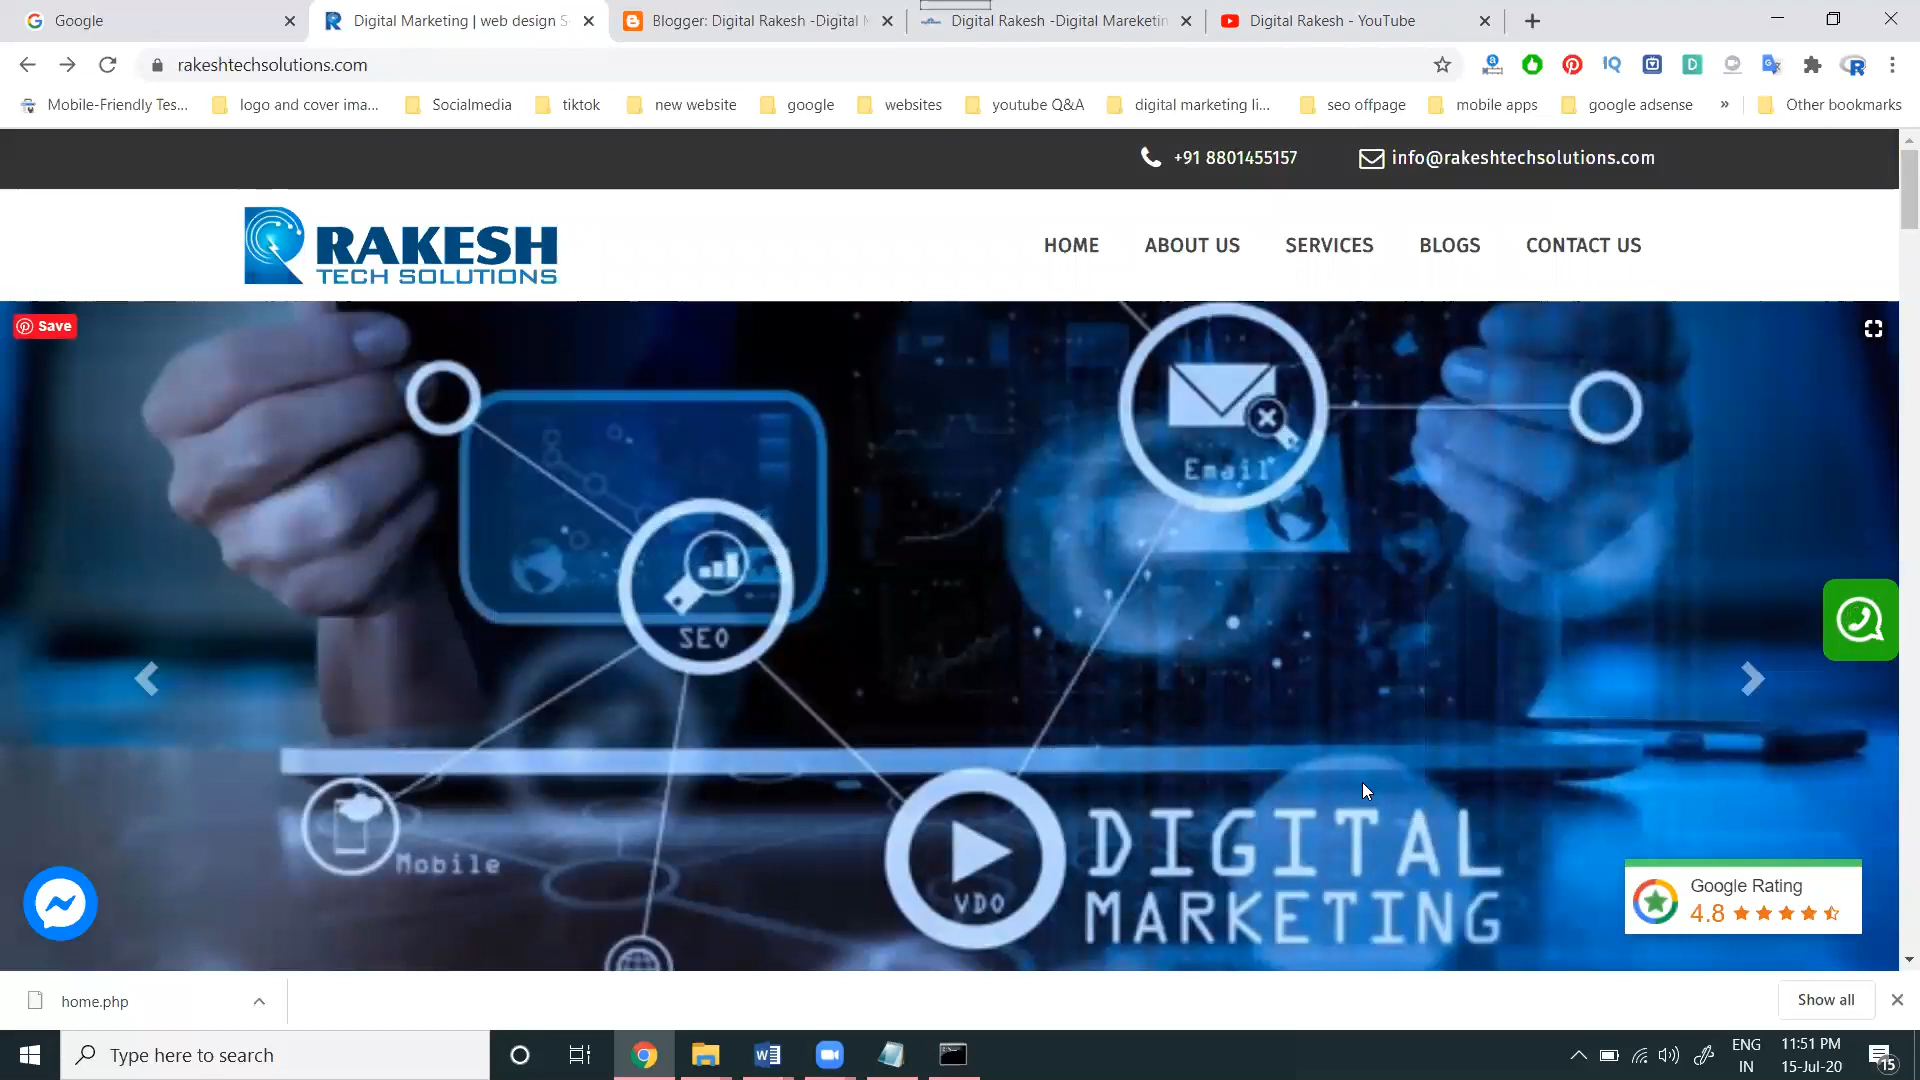 Google
Digital Marketing | web design S
Blogger: Digital Rakesh -Digital M
Digital Rakesh -Digital Mareketin
Digital Rakesh - YouTube
rakeshtechsolutions.com
Mobile-Friendly Tes...
logo and cover ima...
Socialmedia
tiktok
new website
google
websites
youtube Q&A
digital marketing li...
seo offpage
mobile apps
google adsense
»
Other bookmarks
+91 8801455157
info@rakeshtechsolutions.com
RAKESH
TECH SOLUTIONS
HOME
ABOUT US
SERVICES
BLOGS
CONTACT US
Save
Email
SEO
Mobile
VDO
DIGITAL
MARKETING
Google Rating
4.8
home.php
Show all
Type here to search
ENG
IN
11:51 PM
15-Jul-20
15